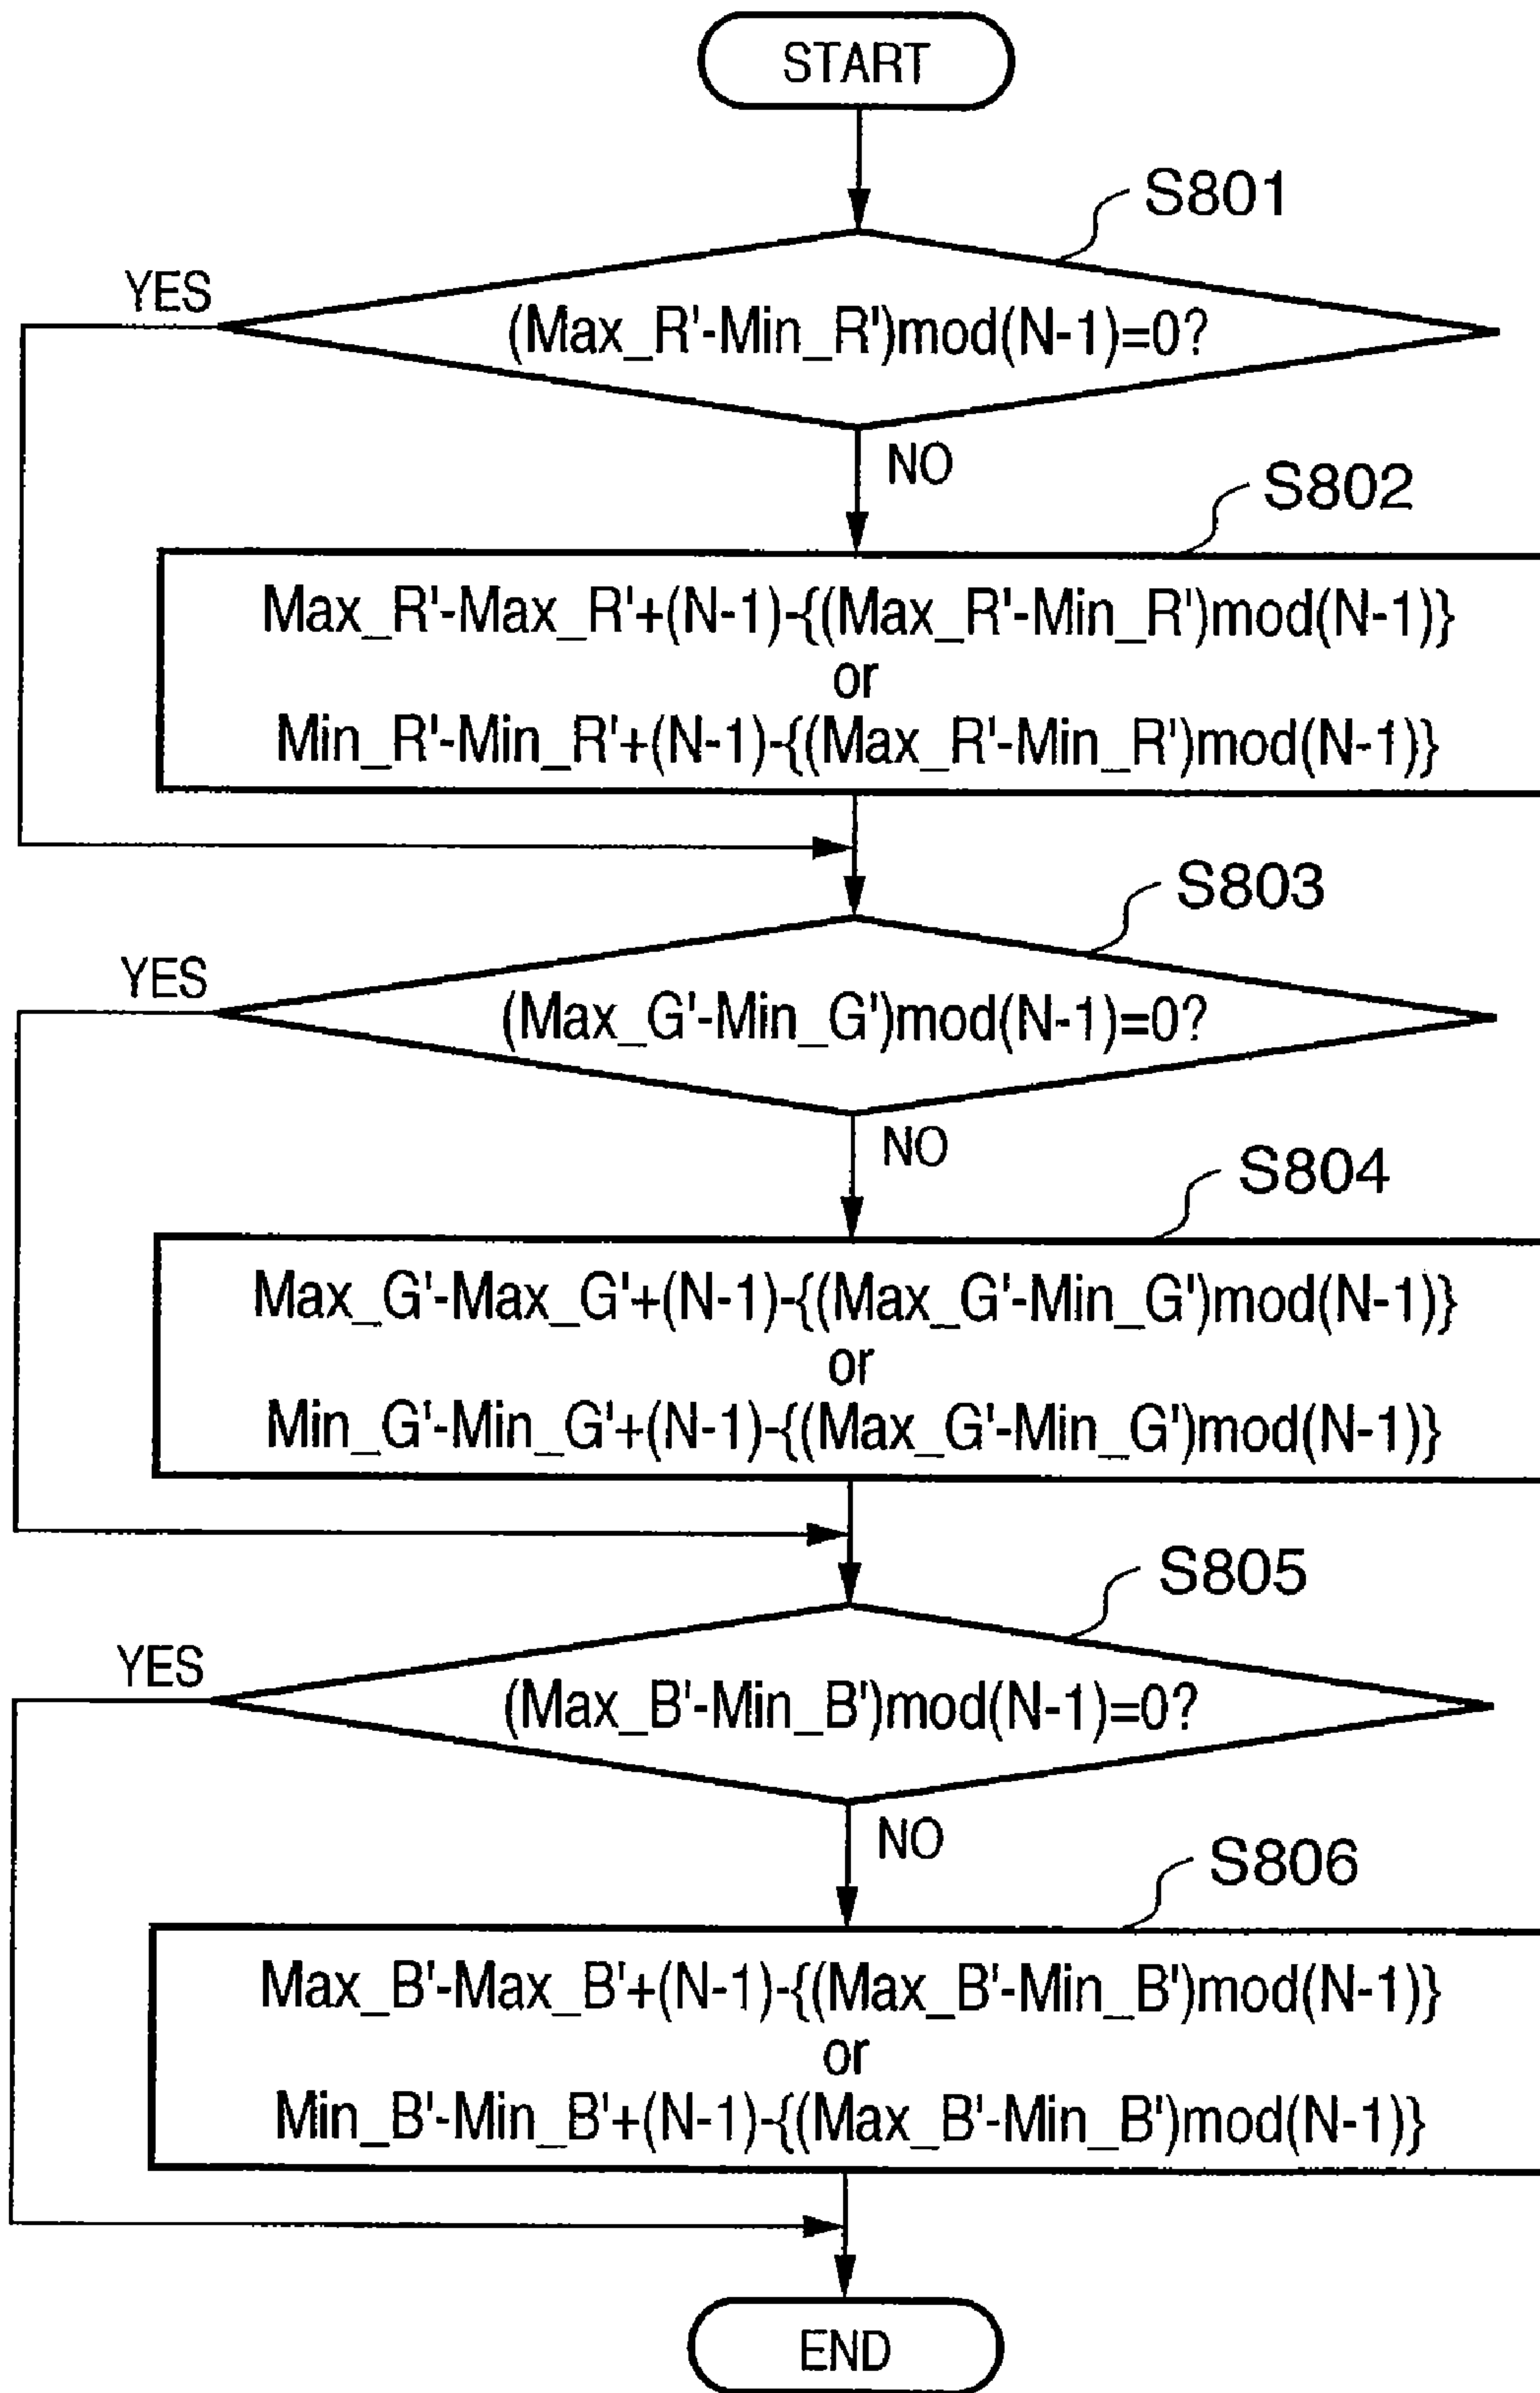 START
S801
YES
(Max_R'-Min_R')mod(N-1)=0?
NO
S802
Max_R'-Max_R'+(N-1)-{(Max_R'-Min_R')mod(N-1)}
or
Min_R'-Min_R'+(N-1)-{(Max_R'-Min_R')mod(N-1)}
S803
YES
(Max_G'-Min_G')mod(N-1)=0?
NO
S804
Max_G'-Max_G'+(N-1)-{(Max_G'-Min_G')mod(N-1)}
or
Min_G'-Min_G'+(N-1)-{(Max_G'-Min_G')mod(N-1)}
S805
YES
(Max_B'-Min_B')mod(N-1)=0?
NO
S806
Max_B'-Max_B'+(N-1)-{(Max_B'-Min_B')mod(N-1)}
or
Min_B'-Min_B'+(N-1)-{(Max_B'-Min_B')mod(N-1)}
END